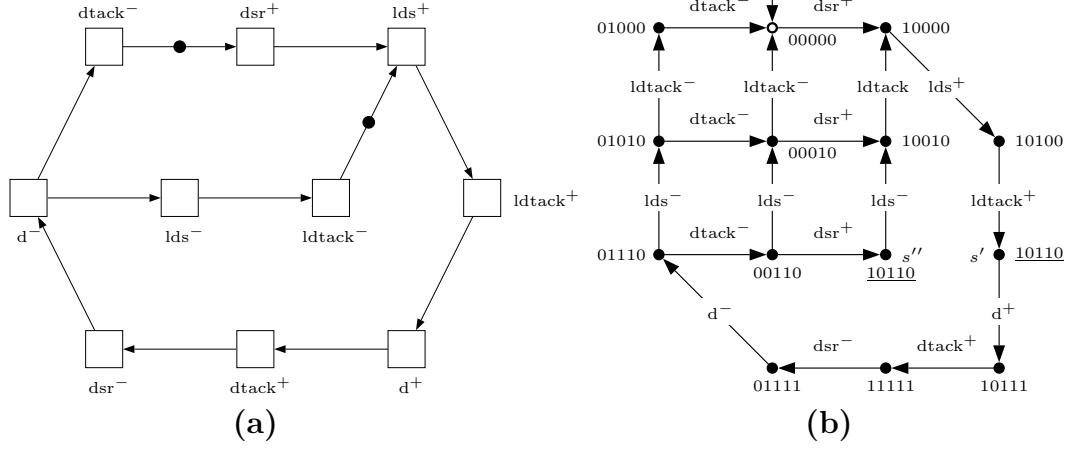 dtack⁻
dsr⁺
lds⁺
d⁻
lds⁻
ldtack⁻
ldtack⁺
dsr⁻
dtack⁺
d⁺
(a)
dtack⁻
dsr⁺
01000
00000
10000
ldtack⁻
ldtack⁻
ldtack
lds⁺
dtack⁻
dsr⁺
01010
00010
10010
10100
lds⁻
lds⁻
lds⁻
ldtack⁺
dtack⁻
dsr⁺
01110
00110
s′′
10110
s′
10110
d⁻
d⁺
dsr⁻
dtack⁺
01111
11111
10111
(b)